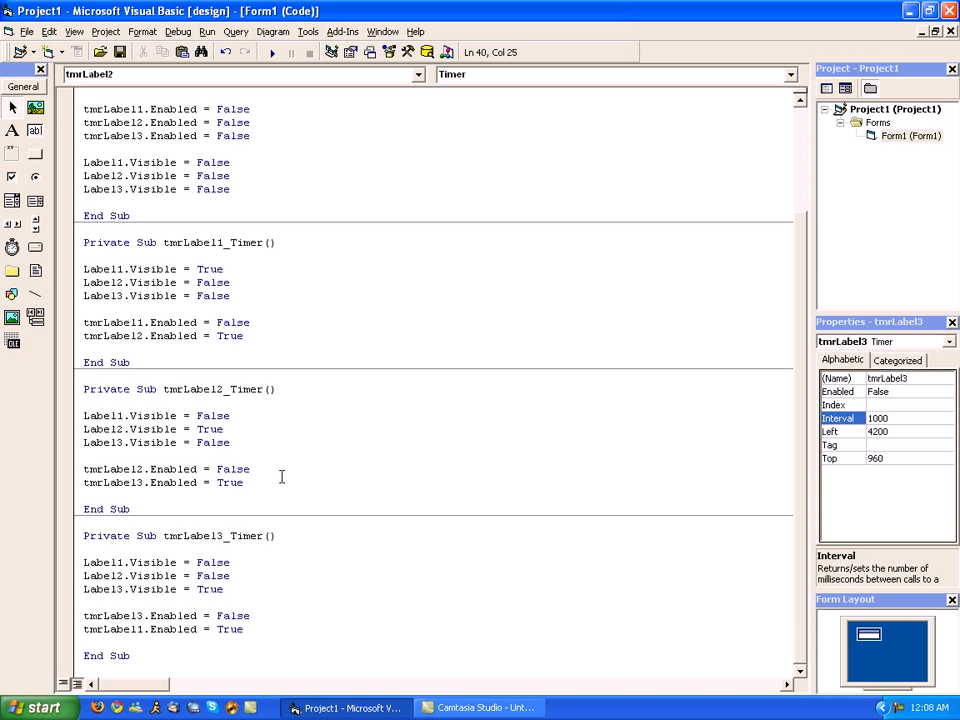 Project1 - Microsoft Visual Basic [design] - [Form1 (Code)]
File Edit View Project Format Debug Run Query Diagram Tools Add-Ins Window Help
Ln 40, Col 25
General
tmrLabel2
Timer
tmrLabel1.Enabled = False
tmrLabel2.Enabled = False
tmrLabel3.Enabled = False
Label1.Visible = False
Label2.Visible = False
Label3.Visible = False
End Sub
Private Sub tmrLabel1_Timer()
Label1.Visible = True
Label2.Visible = False
Label3.Visible = False
tmrLabel1.Enabled = False
tmrLabel2.Enabled = True
End Sub
Private Sub tmrLabel2_Timer()
Label1.Visible = False
Label2.Visible = True
Label3.Visible = False
tmrLabel2.Enabled = False
tmrLabel3.Enabled = True
End Sub
Private Sub tmrLabel3_Timer()
Label1.Visible = False
Label2.Visible = False
Label3.Visible = True
tmrLabel3.Enabled = False
tmrLabel1.Enabled = True
End Sub
Project - Project1
Project1 (Project1)
Forms
Form1 (Form1)
Properties - tmrLabel3
tmrLabel3 Timer
Alphabetic Categorized
(Name) tmrLabel3
Enabled False
Index
Interval 1000
Left 4200
Tag
Top 960
Interval
Returns/sets the number of
milliseconds between calls to a
Form Layout
start
Project1 - Microsoft V...
Camtasia Studio - Unt...
12:08 AM